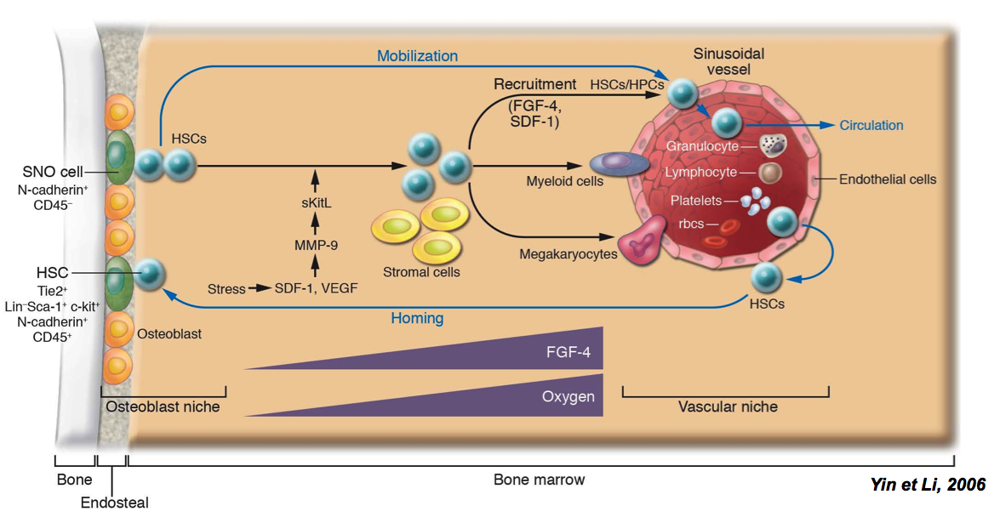 Mobilization
Sinusoidal
vessel
Recruitment
(FGF-4,
SDF-1)
HSCs/HPCs
Circulation
HSCs
Granulocyte
SNO cell
N-cadherin⁺
CD45⁻
Lymphocyte
Myeloid cells
Endothelial cells
sKitL
Platelets
rbcs
MMP-9
Megakaryocytes
HSC
Tie2⁺
Lin⁻Sca-1⁺ c-kit⁺
N-cadherin⁺
CD45⁺
Stromal cells
Stress
SDF-1, VEGF
HSCs
Homing
Osteoblast
FGF-4
Oxygen
Osteoblast niche
Vascular niche
Bone
Endosteal
Bone marrow
Yin et Li, 2006